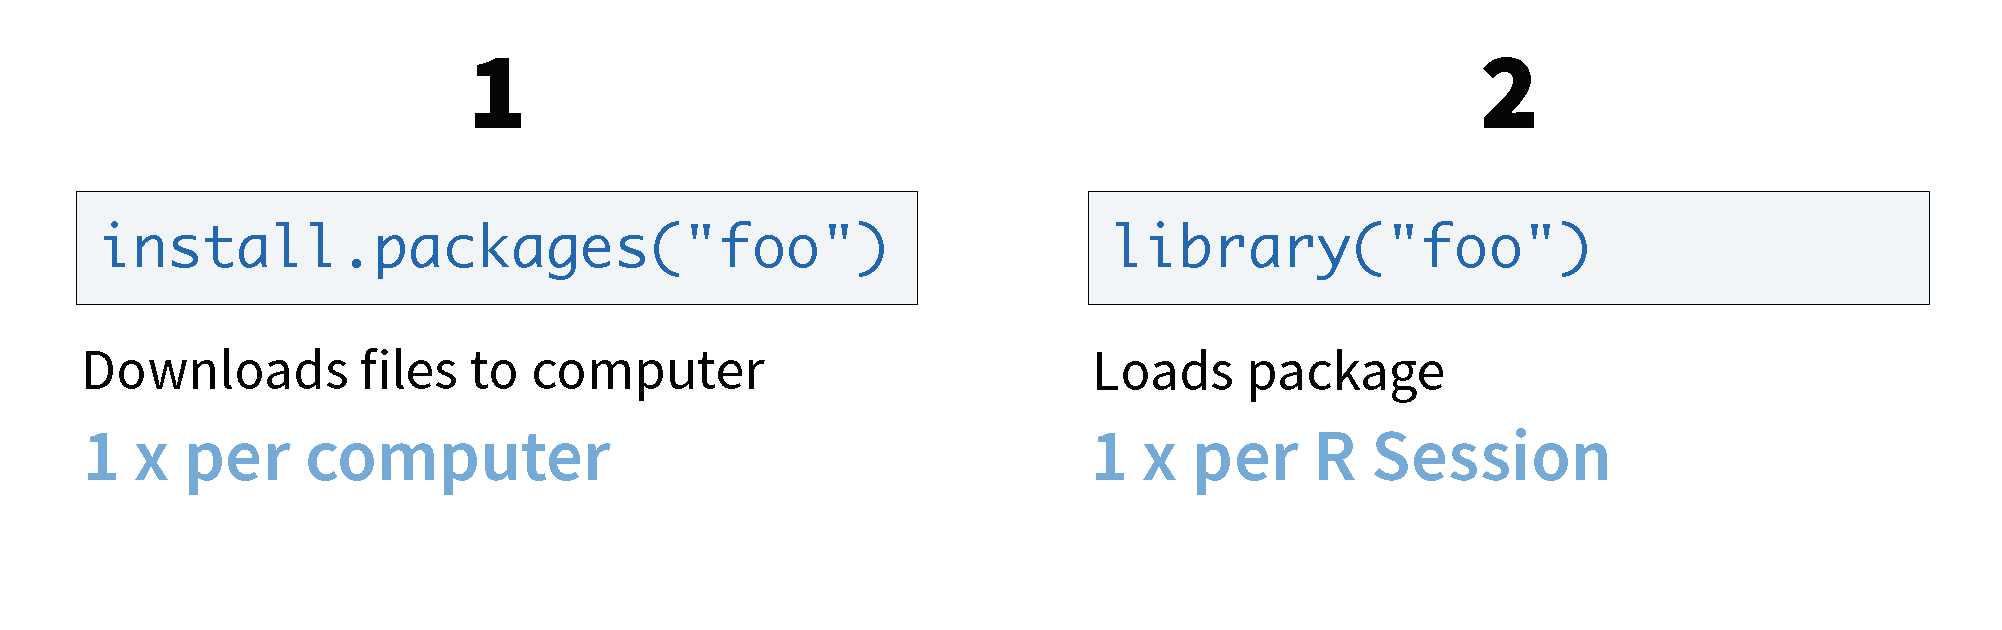 1
install.packages("foo")
Downloads files to computer
1 x per computer
2
library("foo")
Loads package
1 x per R Session